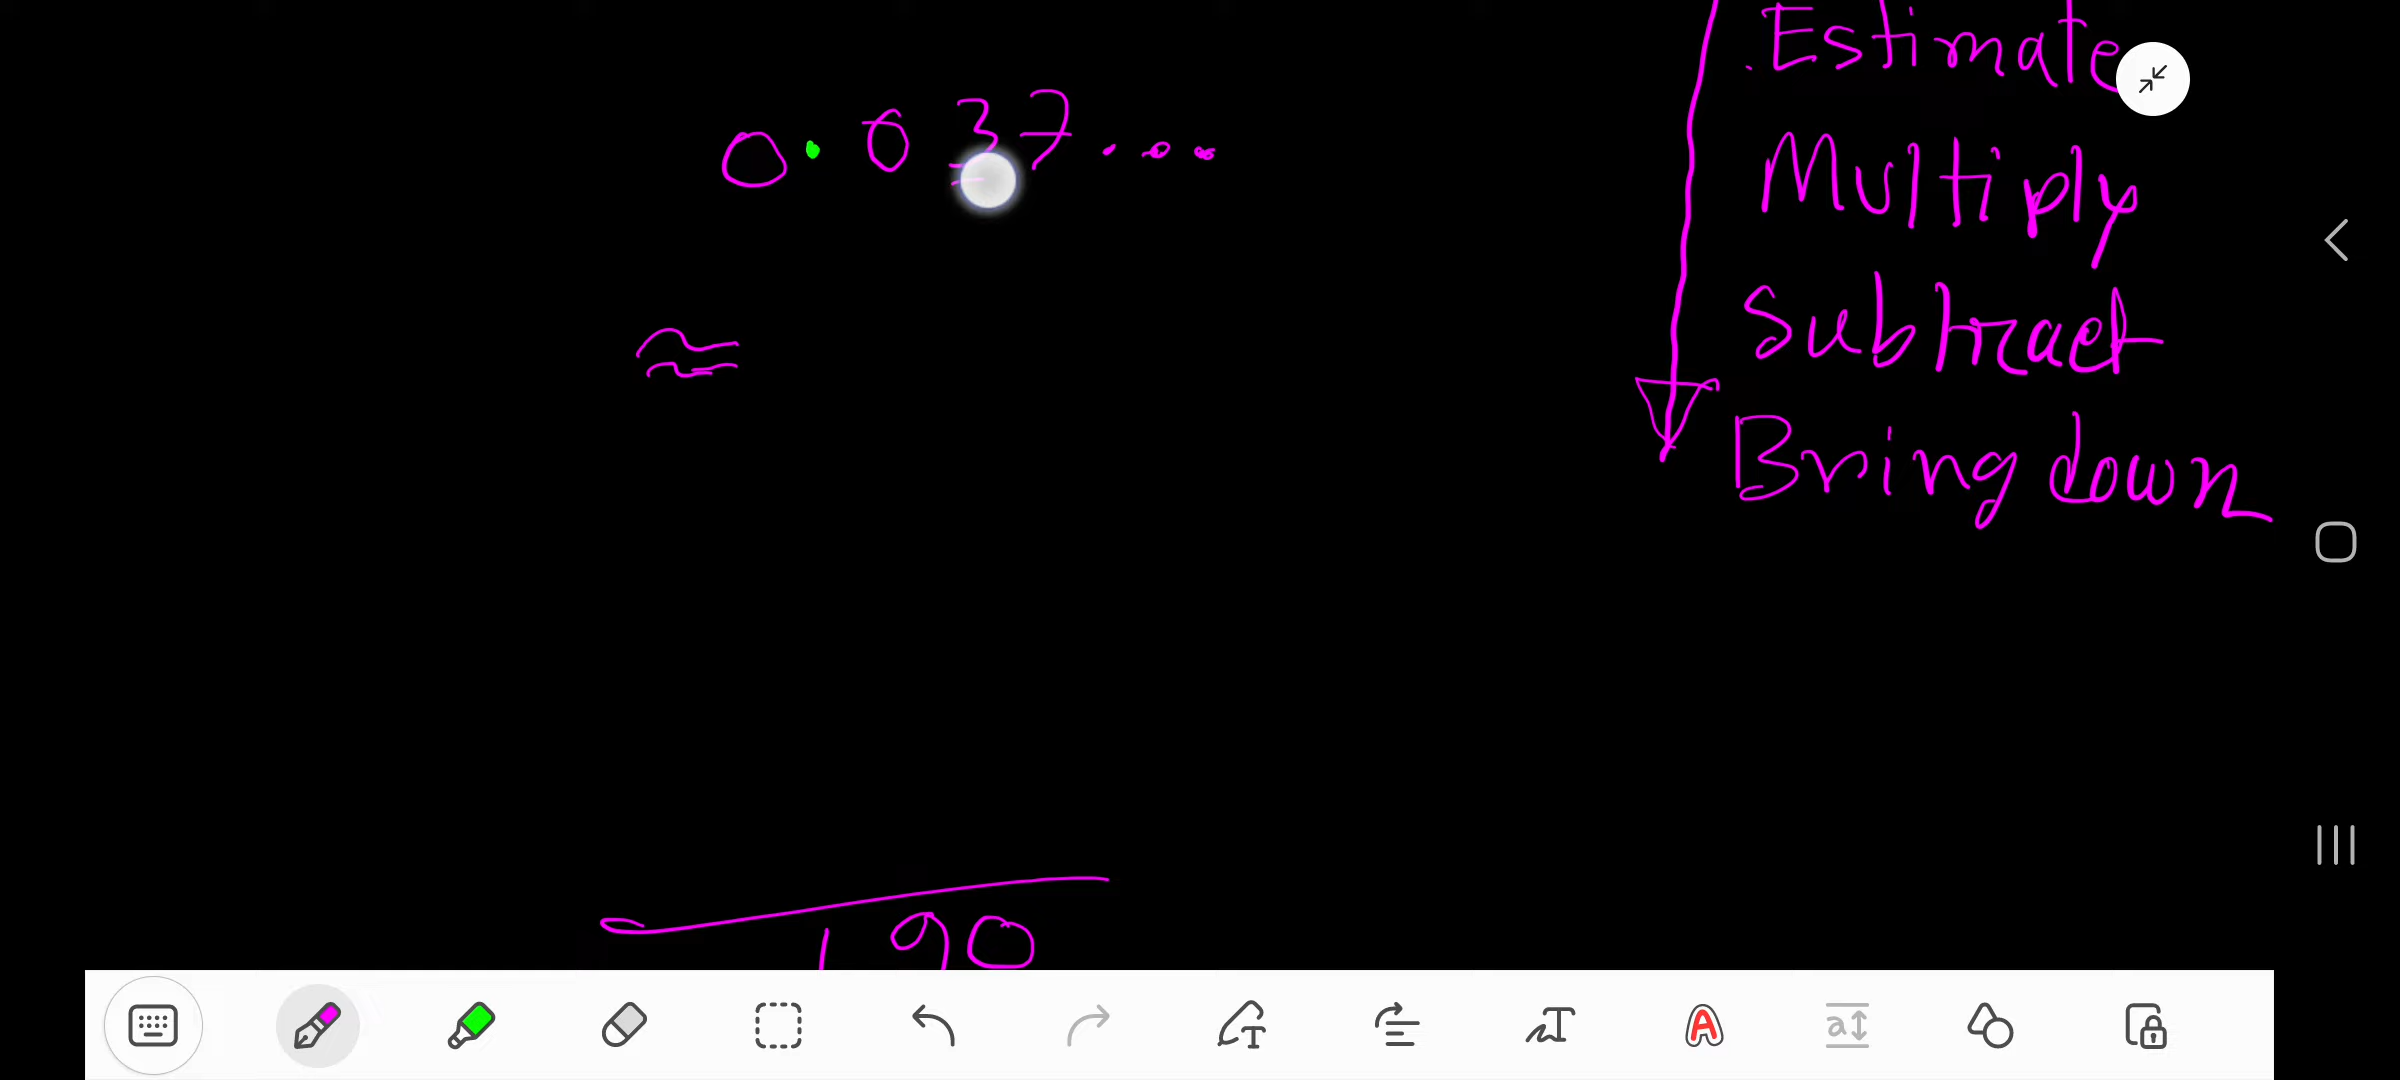 0.037...
≅
190
Estimate
Multiply
Subtract
Bring down